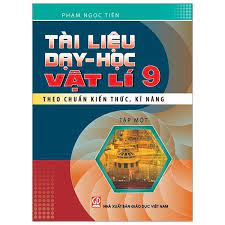 PHẠM NGỌC TIẾN
TÀI LIỆU
DẠY-HỌC
VẬT LÍ 9
THEO CHUẨN KIẾN THỨC, KĨ NĂNG
TẬP MỘT
NHÀ XUẤT BẢN GIÁO DỤC VIỆT NAM